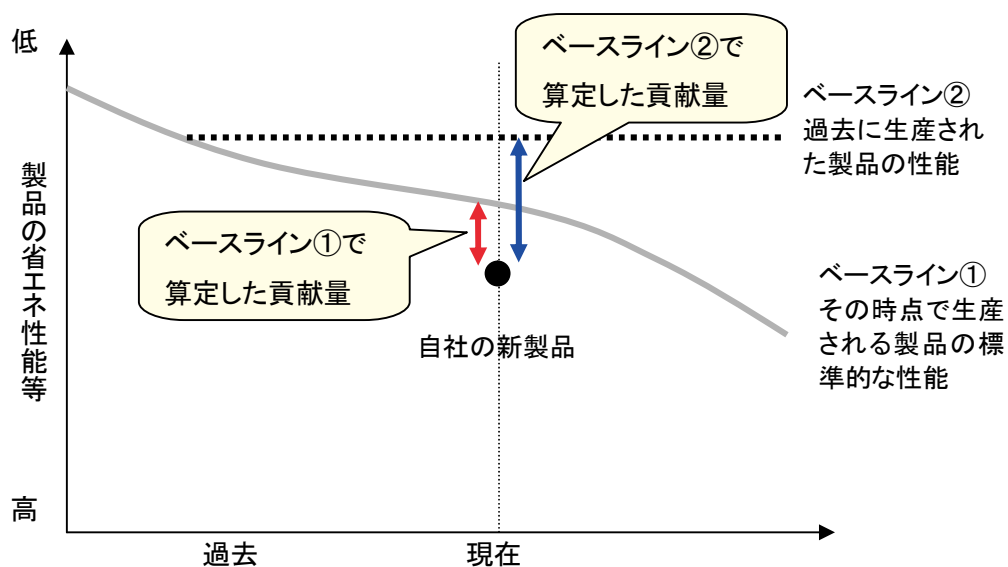 低
ベースライン②で
算定した貢献量
ベースライン②
過去に生産され
た製品の性能
製品の省エネ性能等
ベースライン①で
算定した貢献量
ベースライン①
その時点で生産
される製品の標
準的な性能
自社の新製品
高
過去
現在